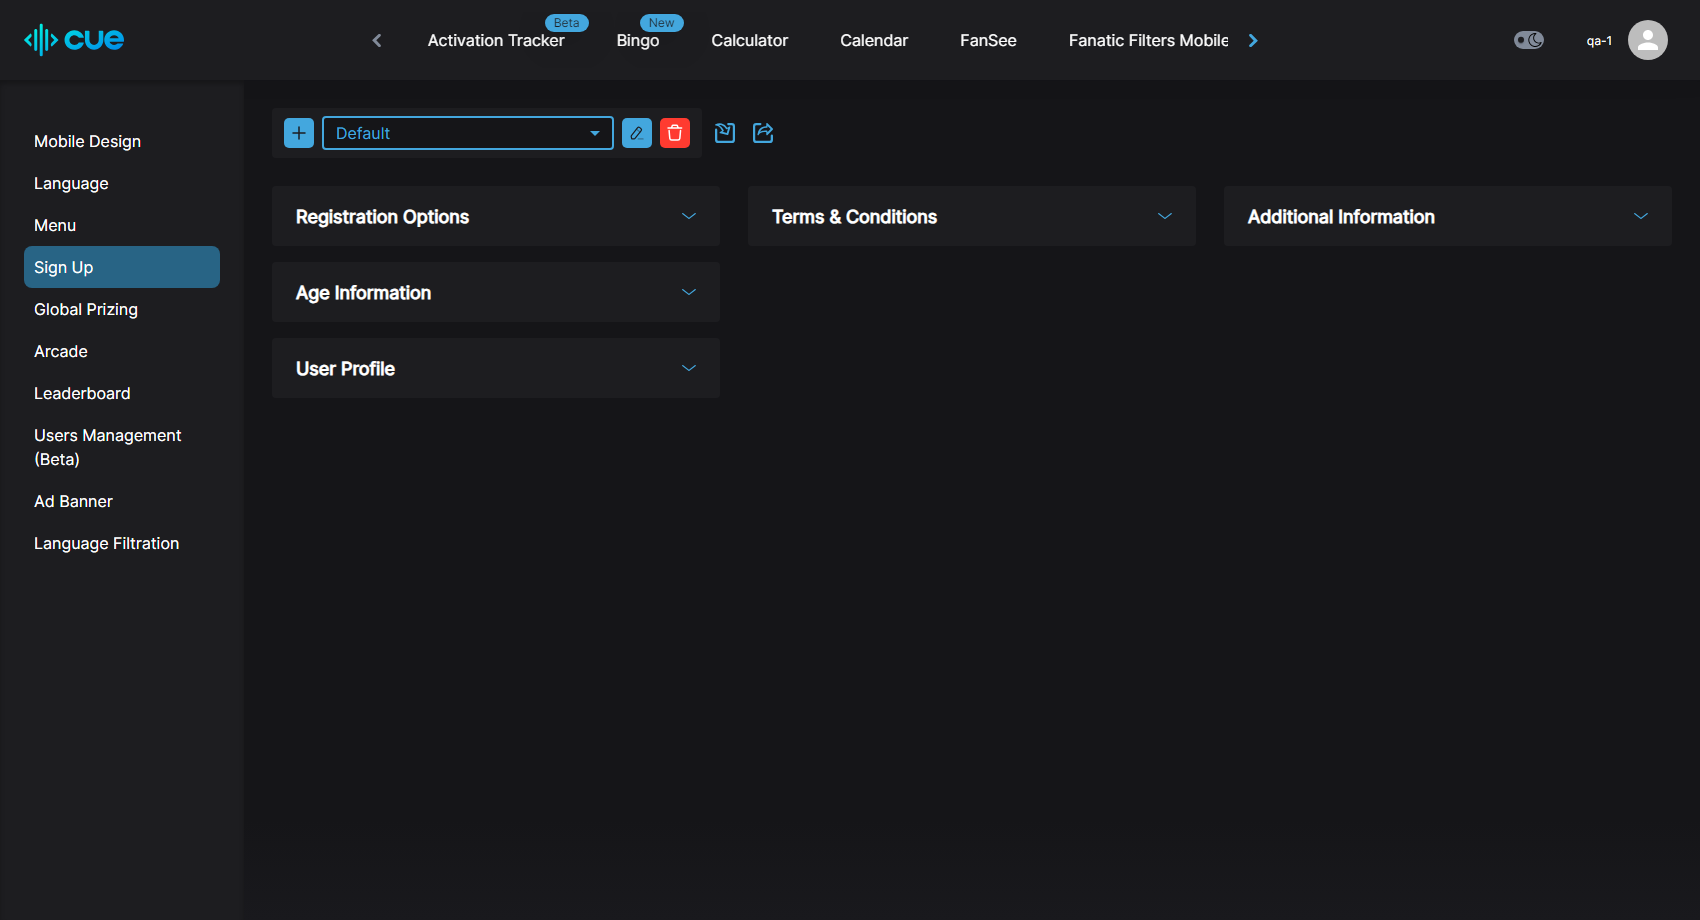 cue
Activation Tracker
Beta
Bingo
New
Calculator
Calendar
FanSee
Fanatic Filters Mobile
qa-1
Mobile Design
Language
Menu
Sign Up
Global Prizing
Arcade
Leaderboard
Users Management
(Beta)
Ad Banner
Language Filtration
Default
Registration Options
Terms & Conditions
Additional Information
Age Information
User Profile